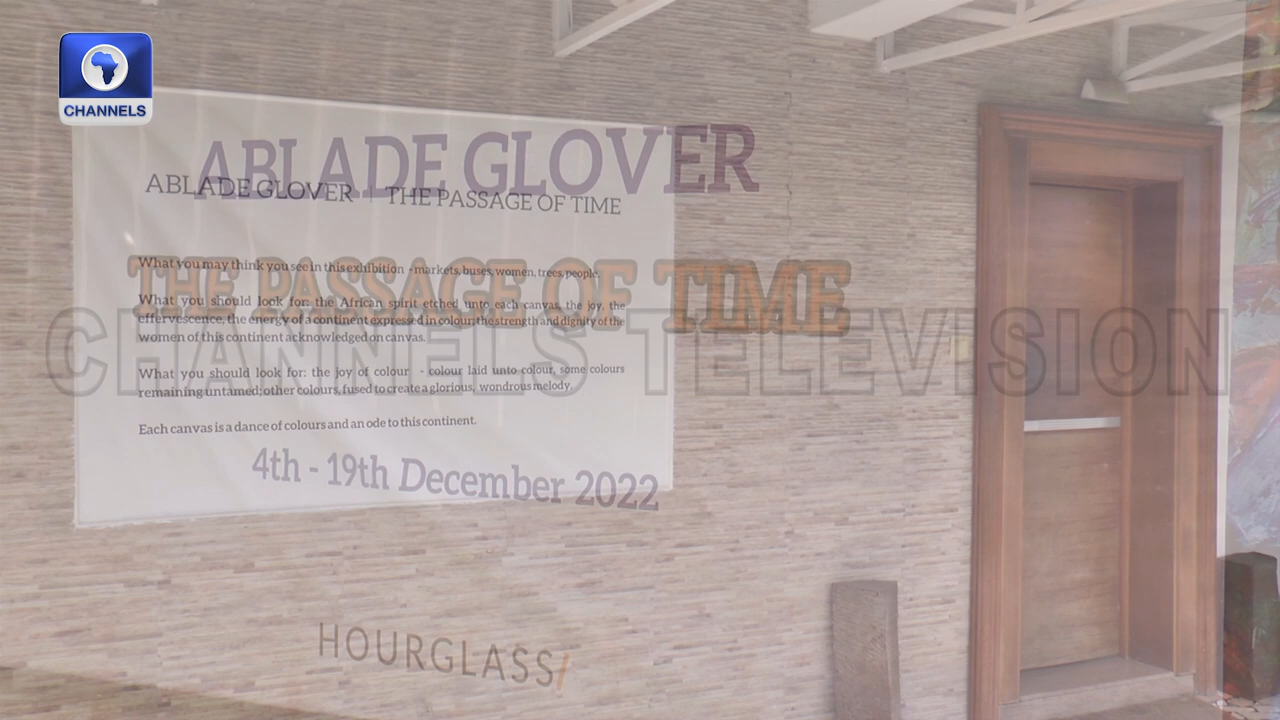 CHANNELS
ABLADE GLOVER
ABLADE GLOVER | THE PASSAGE OF TIME
What you may think you see in this exhibition - markets, buses, women, trees, people.
THE PASSAGE OF TIME
What you should look for: the African spirit etched unto each canvas, the joy, the
effervescence, the energy of a continent expressed in colour; the strength and dignity of the
women of this continent acknowledged on canvas.
CHANNELS TELEVISION
What you should look for: the joy of colour - colour laid unto colour, some colours
remaining untamed; other colours, fused to create a glorious, wondrous melody.
Each canvas is a dance of colours and an ode to this continent.
4th - 19th December 2022
HOURGLASS/